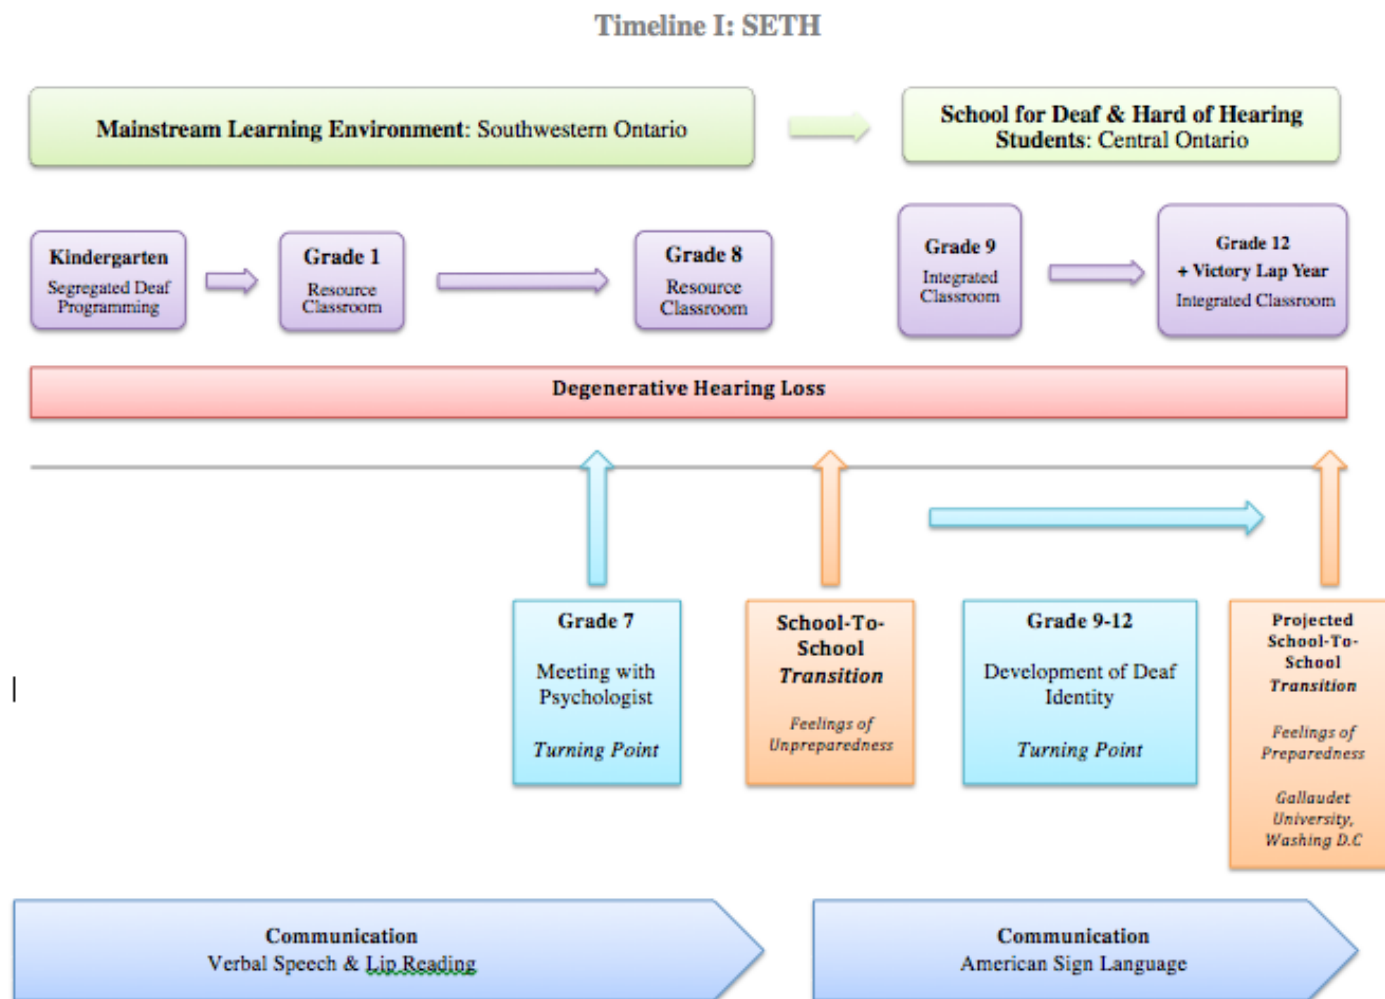 Timeline I: SETH
Mainstream Learning Environment: Southwestern Ontario
School for Deaf & Hard of Hearing
Students: Central Ontario
Kindergarten
Segregated Deaf
Programming
Grade 1
Resource
Classroom
Grade 8
Resource
Classroom
Grade 9
Integrated
Classroom
Grade 12
+ Victory Lap Year
Integrated Classroom
Degenerative Hearing Loss
Grade 7
Meeting with
Psychologist
Turning Point
School-To-
School
Transition
Feelings of
Unpreparedness
Grade 9-12
Development of Deaf
Identity
Turning Point
Projected
School-To-
School
Transition
Feelings of
Preparedness
Gallaudet
University,
Washing D.C
Communication
Verbal Speech & Lip Reading
Communication
American Sign Language